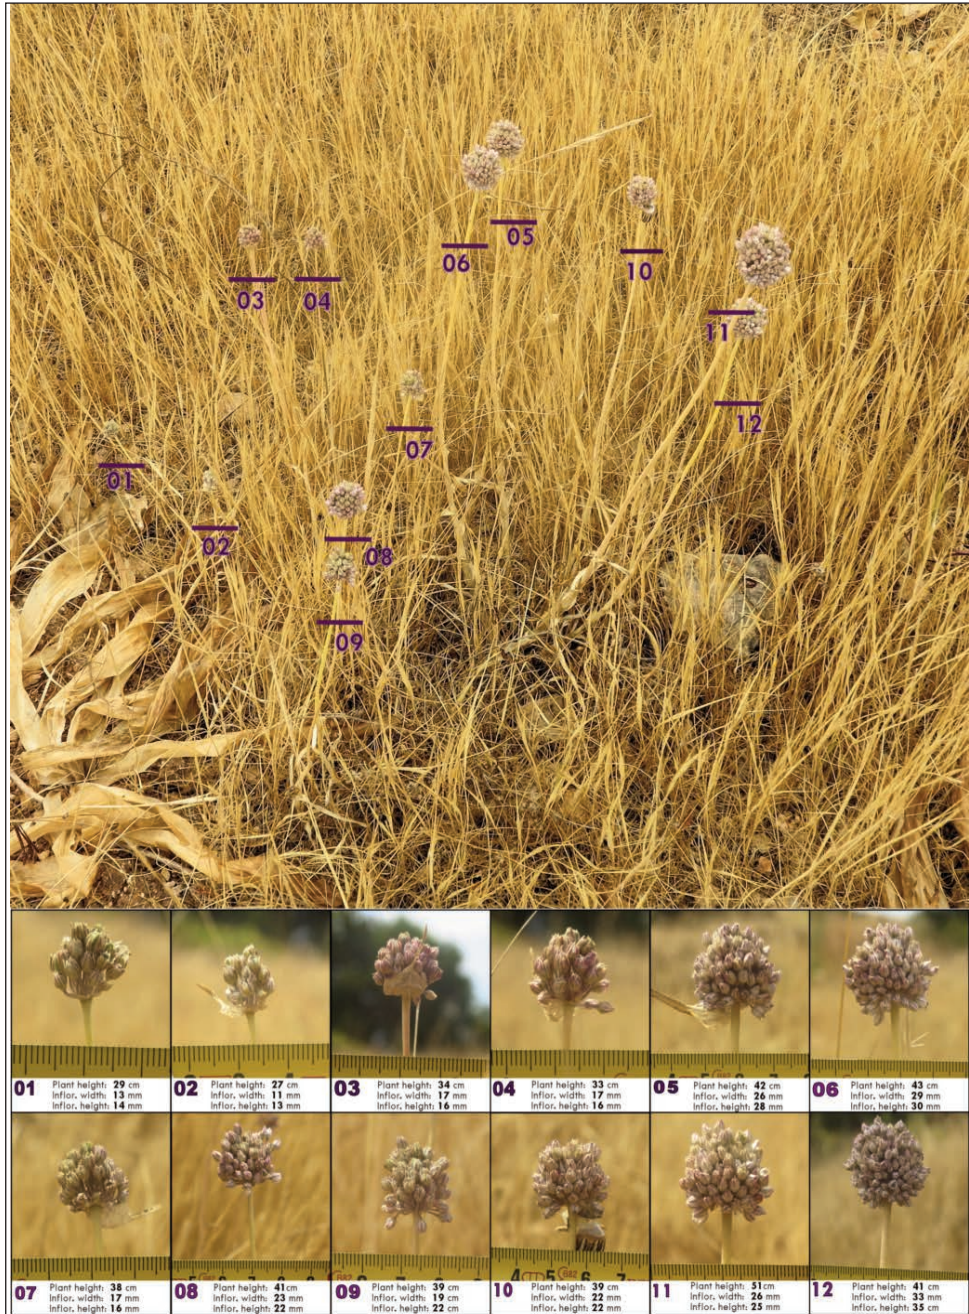 05
10
06
03
04
11
12
07
01
02
08
09
01
Plant height: 29 cm
Inflor. width: 13 mm
Inflor. height: 14 mm
02
Plant height: 27 cm
Inflor. width: 11 mm
Inflor. height: 13 mm
03
Plant height: 34 cm
Inflor. width: 17 mm
Inflor. height: 16 mm
04
Plant height: 33 cm
Inflor. width: 17 mm
Inflor. height: 16 mm
05
Plant height: 42 cm
Inflor. width: 26 mm
Inflor. height: 28 mm
06
Plant height: 43 cm
Inflor. width: 29 mm
Inflor. height: 30 mm
07
Plant height: 38 cm
Inflor. width: 17 mm
Inflor. height: 16 mm
08
Plant height: 41 cm
Inflor. width: 23 mm
Inflor. height: 22 mm
09
Plant height: 39 cm
Inflor. width: 19 cm
Inflor. height: 22 cm
4 5 6 7
10
Plant height: 39 cm
Inflor. width: 22 mm
Inflor. height: 22 mm
11
Plant height: 51cm
Inflor. width: 26 mm
Inflor. height: 25 mm
12
Plant height: 41 cm
Inflor. width: 33 mm
Inflor. height: 35 cm